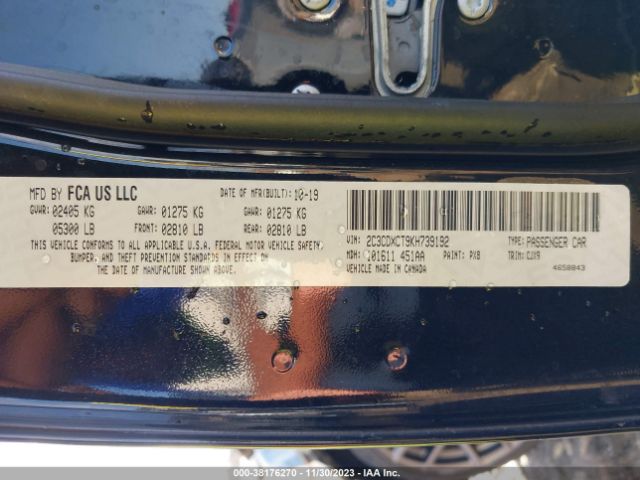 MFD BY FCA US LLC DATE OF MFR(BUILT): 10-19
GVWR: 02405 KG GAWR: 01275 KG GAWR: 01275 KG
05300 LB FRONT: 02810 LB REAR: 02810 LB
THIS VEHICLE CONFORMS TO ALL APPLICABLE U.S.A. FEDERAL MOTOR VEHICLE SAFETY,
BUMPER, AND THEFT PREVENTION STANDARDS IN EFFECT ON
THE DATE OF MANUFACTURE SHOWN ABOVE.
VIN: 2C3CDXCT9KH739192 TYPE: PASSENGER CAR
MDH: 101611 451AA PAINT: PX8 TRIM: CJX9
VEHICLE MADE IN CANADA 4658843
000-38176270 - 11/30/2023 - IAA Inc.